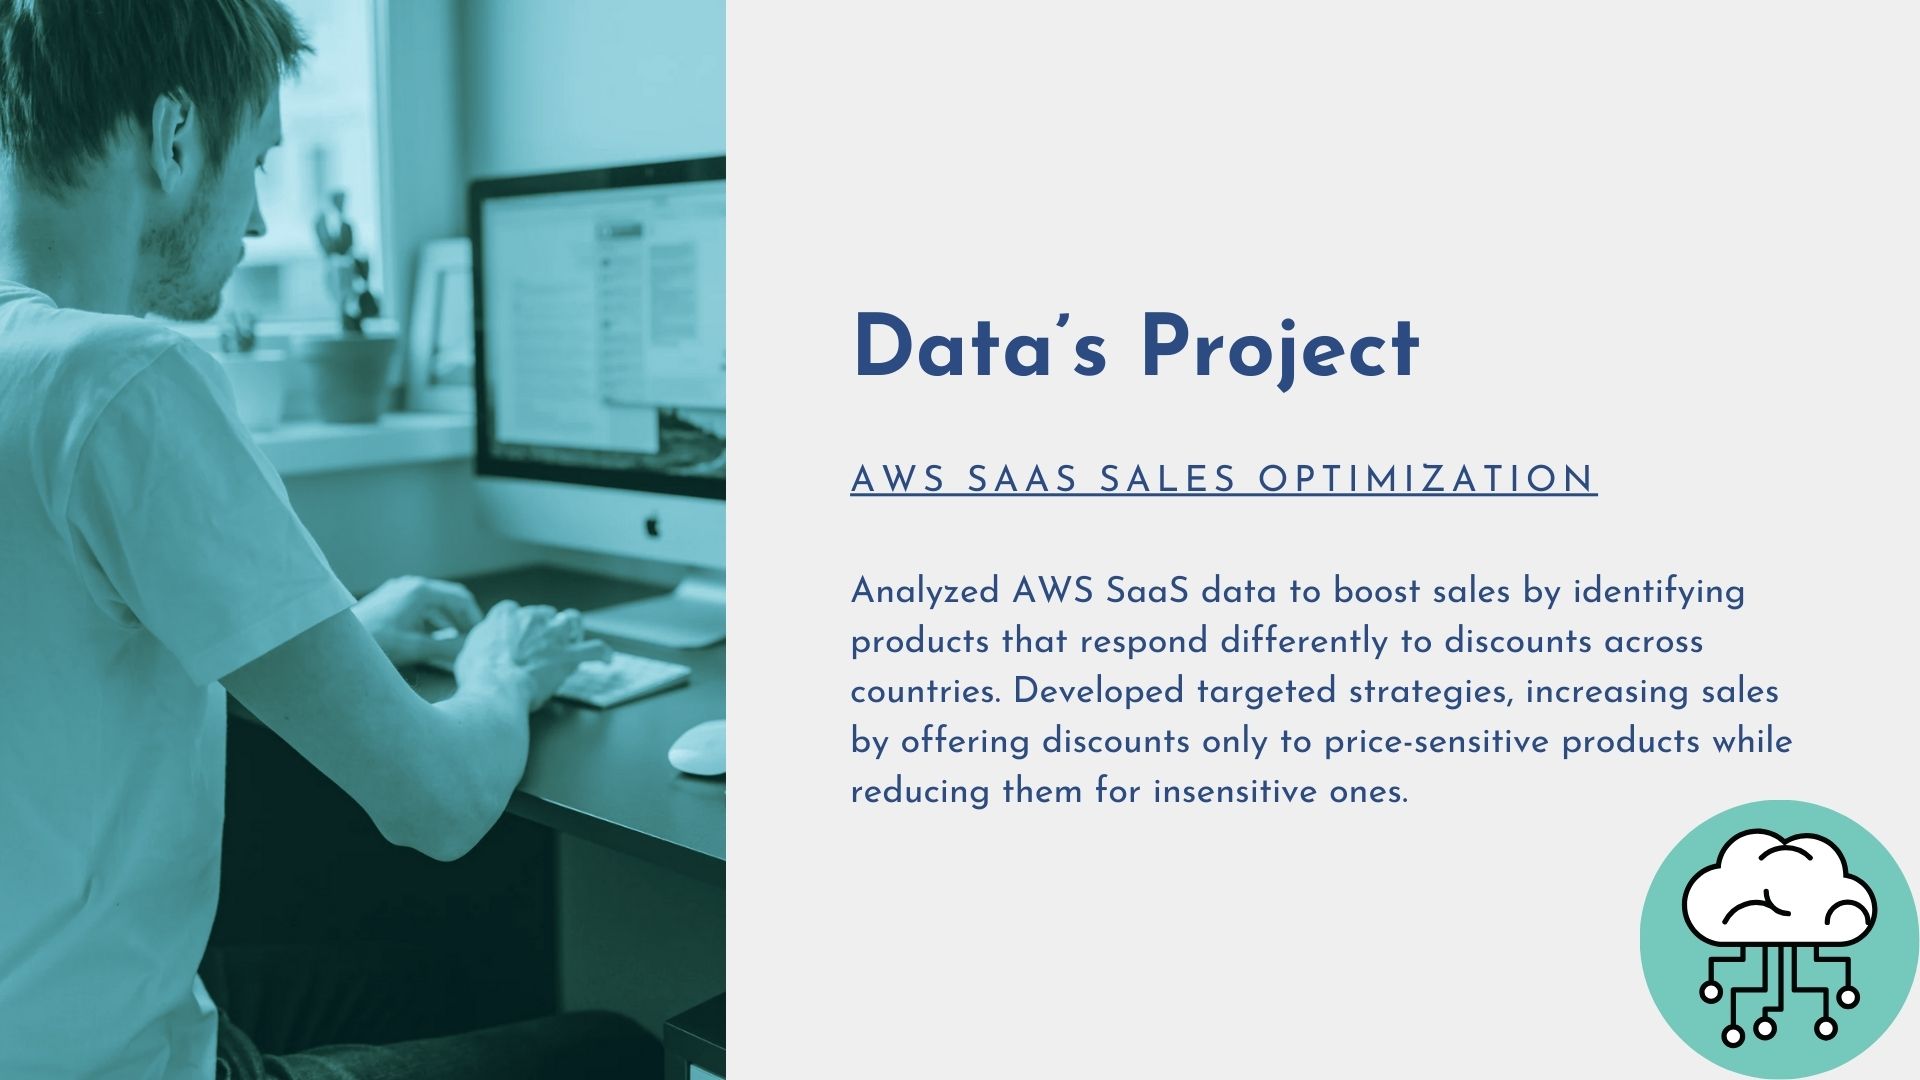 Data’s Project
AWS SAAS SALES OPTIMIZATION
Analyzed AWS SaaS data to boost sales by identifying
products that respond differently to discounts across
countries. Developed targeted strategies, increasing sales
by offering discounts only to price-sensitive products while
reducing them for insensitive ones.